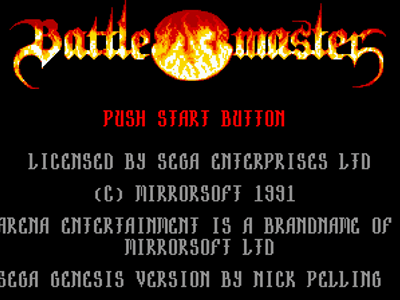 Battle master
PUSH START BUTTON
LICENSED BY SEGA ENTERPRISES LTD
(C) MIRRORSOFT 1991
ARENA ENTERTAINMENT IS A BRANDNAME OF
MIRRORSOFT LTD
SEGA GENESIS VERSION BY NICK PELLING